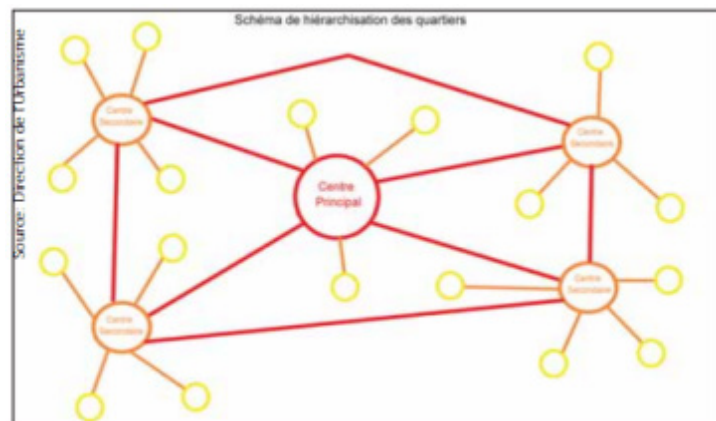 Schéma de hiérarchisation des quartiers
Source: Direction de l'Urbanisme
Centre
Secondaire
Centre
Secondaire
Centre
Principal
Centre
Secondaire
Centre
Secondaire